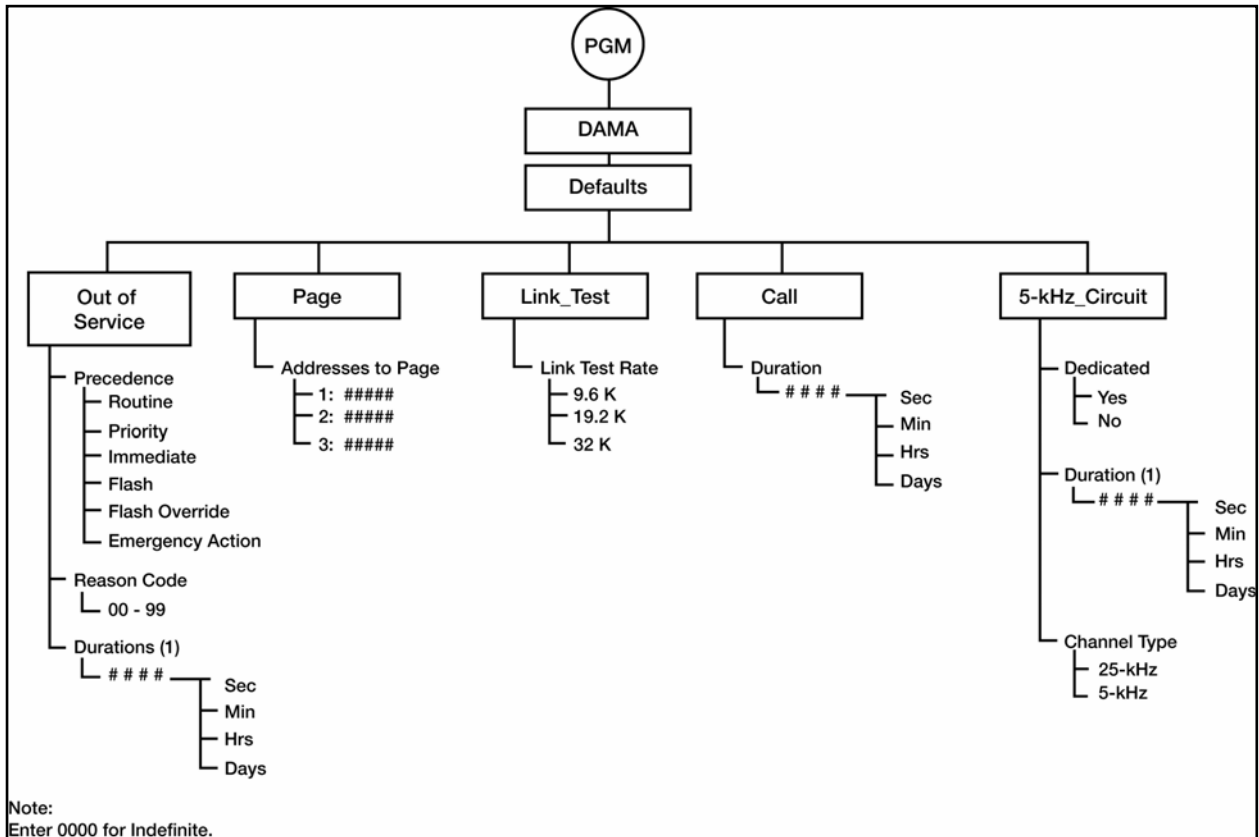 PGM
DAMA
Defaults
Out of
Service
Precedence
Routine
Priority
Immediate
Flash
Flash Override
Emergency Action
Reason Code
00 - 99
Durations (1)
# # # #
Sec
Min
Hrs
Days
Page
Addresses to Page
1: #####
2: #####
3: #####
Link_Test
Link Test Rate
9.6 K
19.2 K
32 K
Call
Duration
# # # #
Sec
Min
Hrs
Days
5-kHz_Circuit
Dedicated
Yes
No
Duration (1)
# # # #
Sec
Min
Hrs
Days
Channel Type
25-kHz
5-kHz
Note:
Enter 0000 for Indefinite.